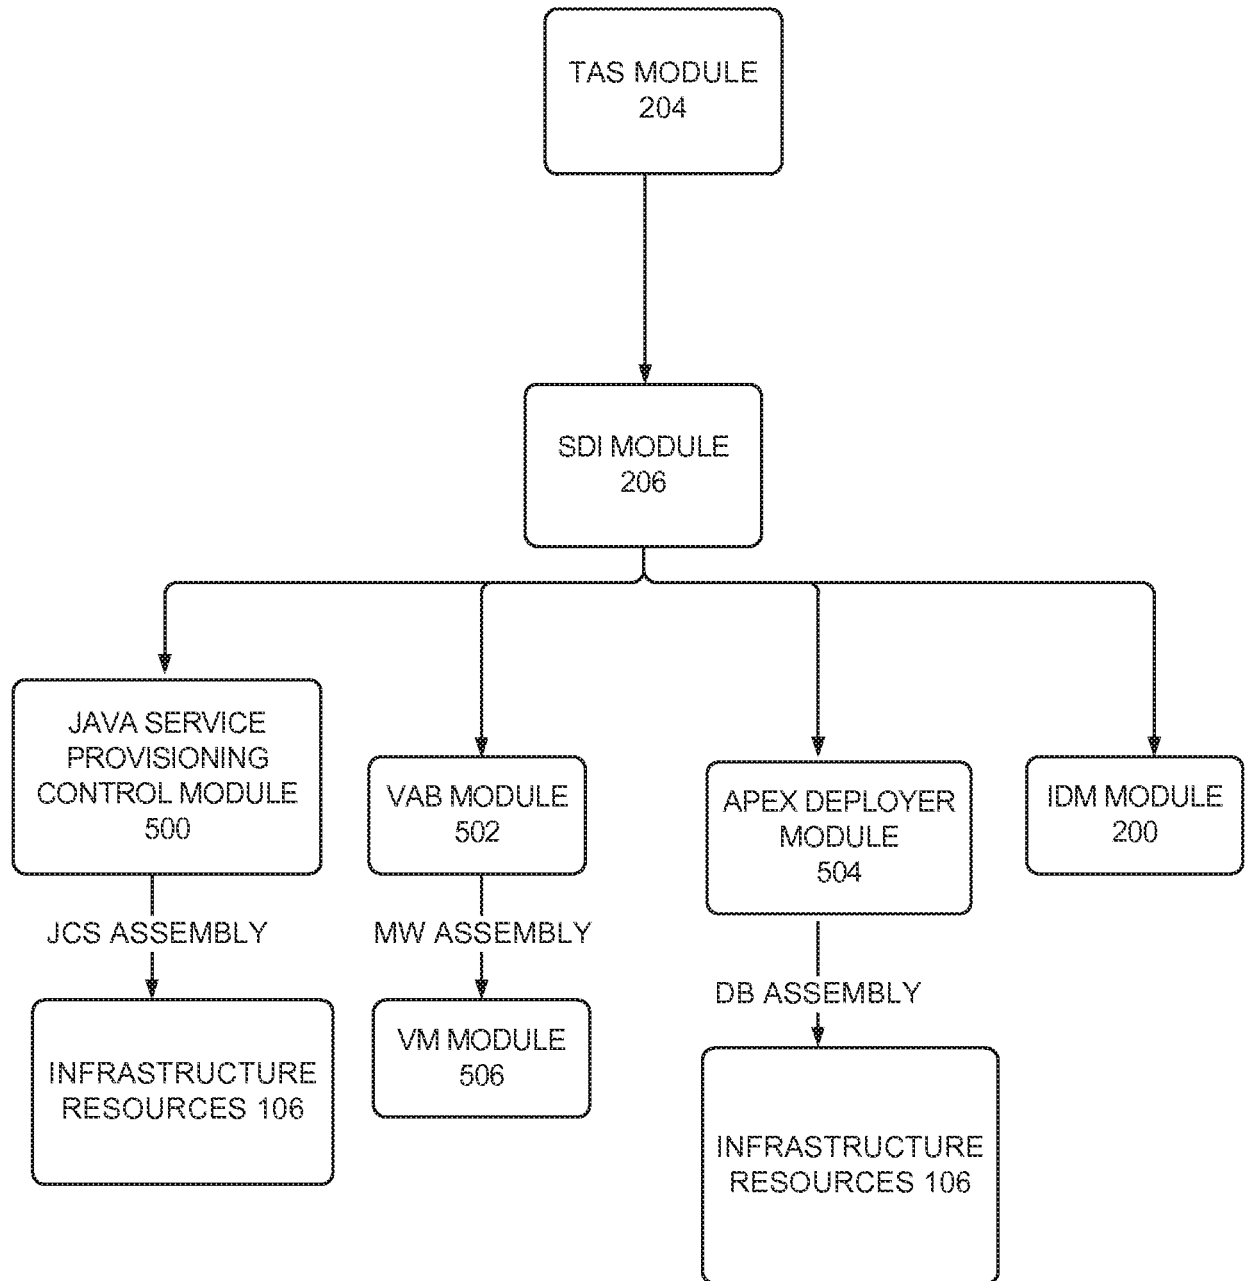 TAS MODULE
204
SDI MODULE
206
JAVA SERVICE
PROVISIONING
CONTROL MODULE
500
VAB MODULE
502
APEX DEPLOYER
MODULE
504
IDM MODULE
200
JCS ASSEMBLY
MW ASSEMBLY
DB ASSEMBLY
INFRASTRUCTURE
RESOURCES 106
VM MODULE
506
INFRASTRUCTURE
RESOURCES 106